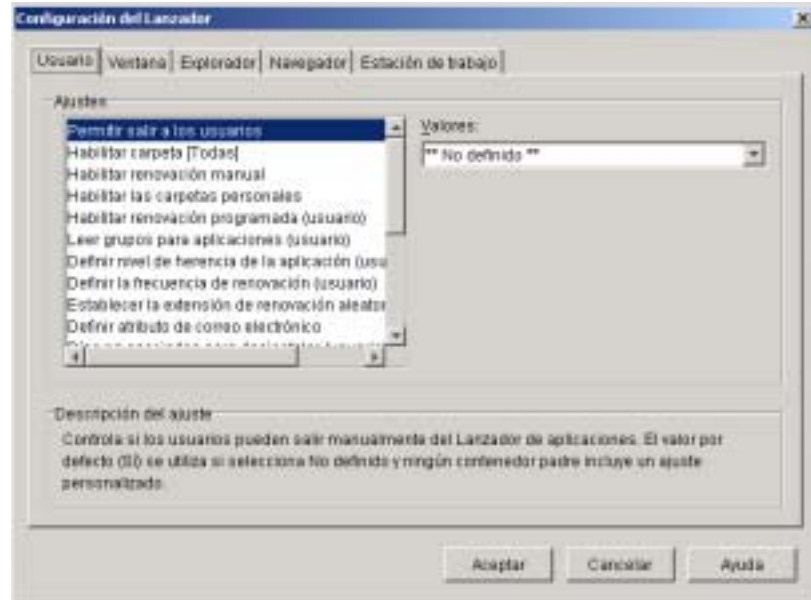 Configuración del Lanzador
Usuario Ventana Explorador Navegador Estación de trabajo
Ajustes
Permitir salir a los usuarios
Habilitar carpeta [Todas]
Habilitar renovación manual
Habilitar las carpetas personales
Habilitar renovación programada (usuario)
Leer grupos para aplicaciones (usuario)
Definir nivel de herencia de la aplicación (usu
Definir la frecuencia de renovación (usuario)
Establecer la extensión de renovación aleator
Definir atributo de correo electrónico
Valores:
** No definido **
Descripción del ajuste
Controla si los usuarios pueden salir manualmente del Lanzador de aplicaciones. El valor por
defecto (Sí) se utiliza si selecciona No definido y ningún contenedor padre incluye un ajuste
personalizado.
Aceptar Cancelar Ayuda